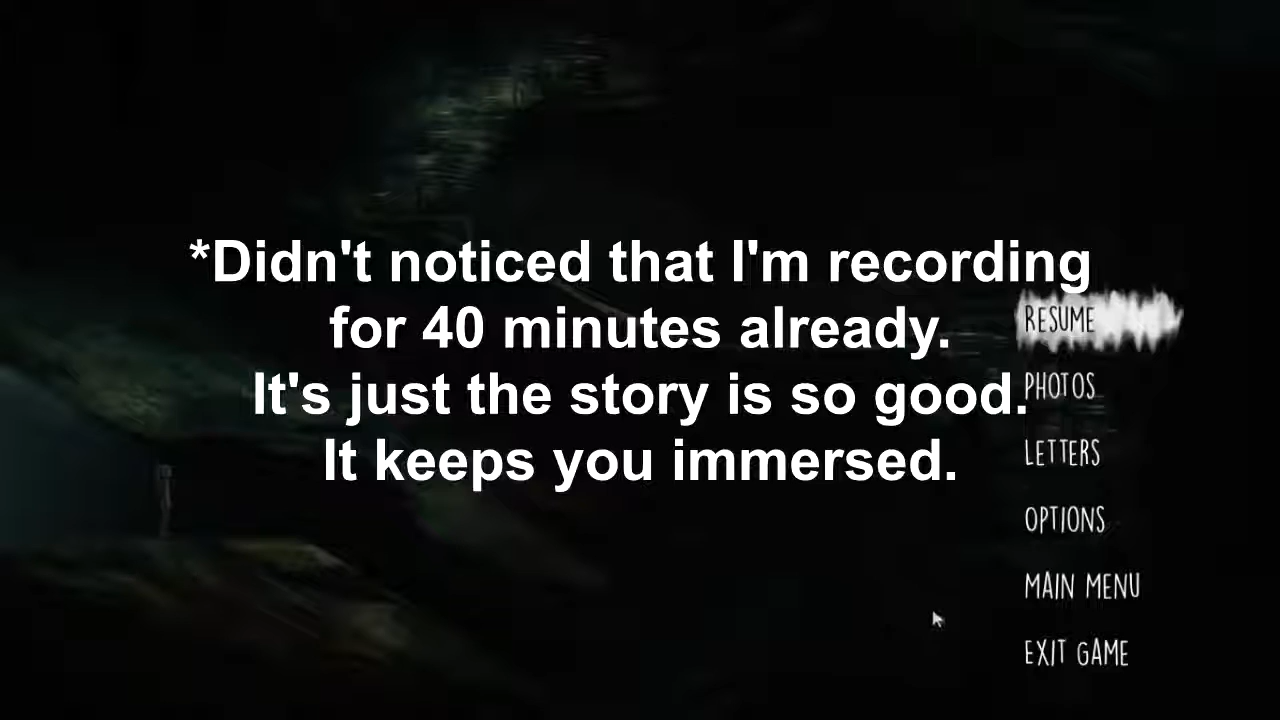 *Didn't noticed that I'm recording
for 40 minutes already.
It's just the story is so good.
It keeps you immersed.
RESUME
PHOTOS
LETTERS
OPTIONS
MAIN MENU
EXIT GAME